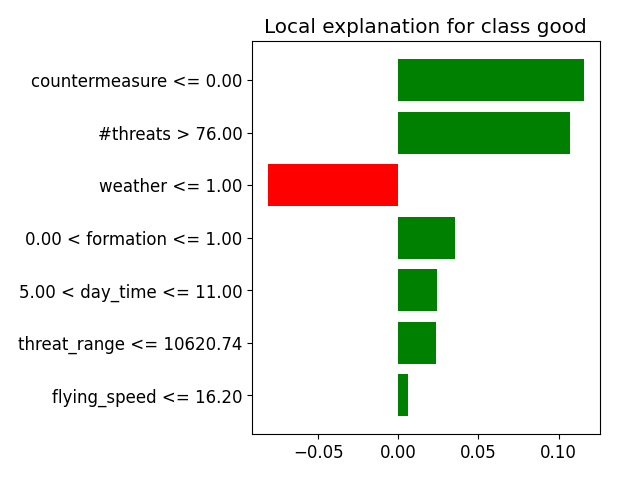 Local explanation for class good
countermeasure <= 0.00
#threats > 76.00
weather <= 1.00
0.00 < formation <= 1.00
5.00 < day_time <= 11.00
threat_range <= 10620.74
flying_speed <= 16.20
−0.05 0.00 0.05 0.10